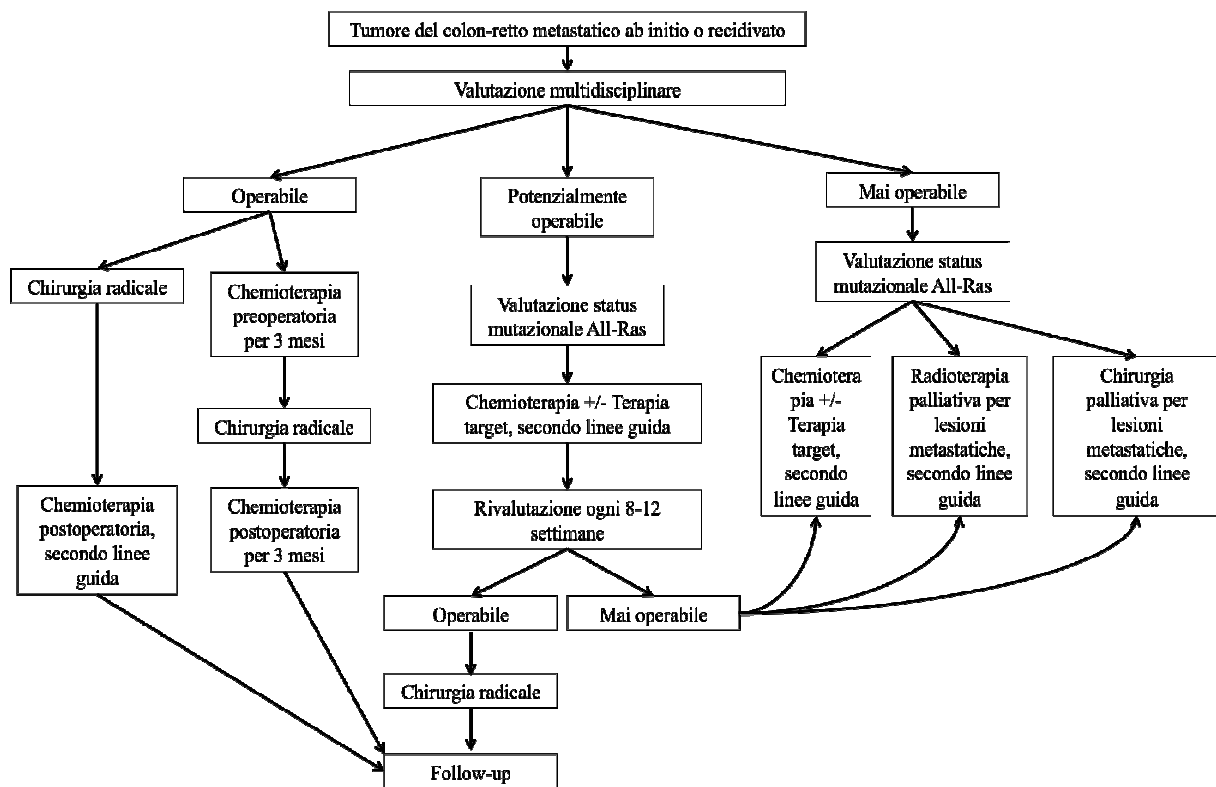 Tumore del colon-retto metastatico ab initio o recidivato
Valutazione multidisciplinare
Operabile
Potenzialmente
operabile
Mai operabile
Chirurgia radicale
Chemioterapia
preoperatoria
per 3 mesi
Valutazione status
mutazionale All-Ras
Valutazione status
mutazionale All-Ras
Chirurgia radicale
Chemioterapia +/- Terapia
target, secondo linee guida
Chemiotera
pia +/-
Terapia
target,
secondo
linee guida
Radioterapia
palliativa per
lesioni
metastatiche,
secondo linee
guida
Chirurgia
palliativa per
lesioni
metastatiche,
secondo linee
guida
Chemioterapia
postoperatoria,
secondo linee
guida
Chemioterapia
postoperatoria
per 3 mesi
Rivalutazione ogni 8-12
settimane
Operabile
Mai operabile
Chirurgia radicale
Follow-up